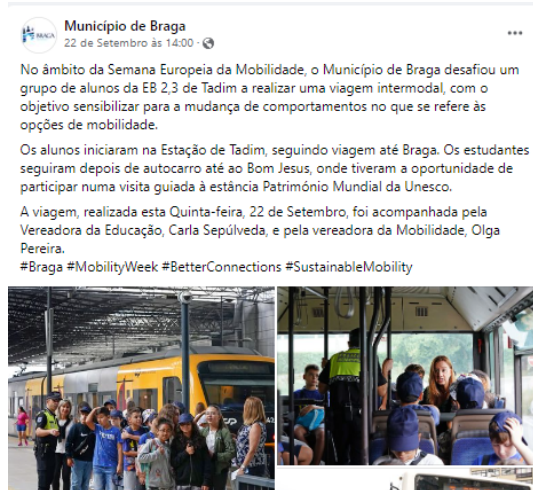 BRAGA
Município de Braga
22 de Setembro às 14:00 ·
No âmbito da Semana Europeia da Mobilidade, o Município de Braga desafiou um
grupo de alunos da EB 2,3 de Tadim a realizar uma viagem intermodal, com o
objetivo sensibilizar para a mudança de comportamentos no que se refere às
opções de mobilidade.
Os alunos iniciaram na Estação de Tadim, seguindo viagem até Braga. Os estudantes
seguiram depois de autocarro até ao Bom Jesus, onde tiveram a oportunidade de
participar numa visita guiada à estância Património Mundial da Unesco.
A viagem, realizada esta Quinta-feira, 22 de Setembro, foi acompanhada pela
Vereadora da Educação, Carla Sepúlveda, e pela vereadora da Mobilidade, Olga
Pereira.
#Braga #MobilityWeek #BetterConnections #SustainableMobility